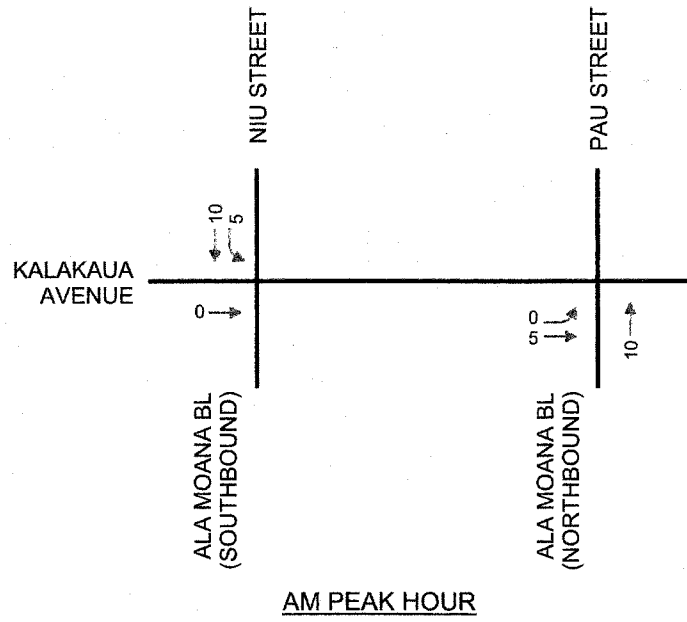 NIU STREET
PAU STREET
10
5
KALAKAUA
AVENUE
0
0
5
10
ALA MOANA BL
(SOUTHBOUND)
ALA MOANA BL
(NORTHBOUND)
AM PEAK HOUR